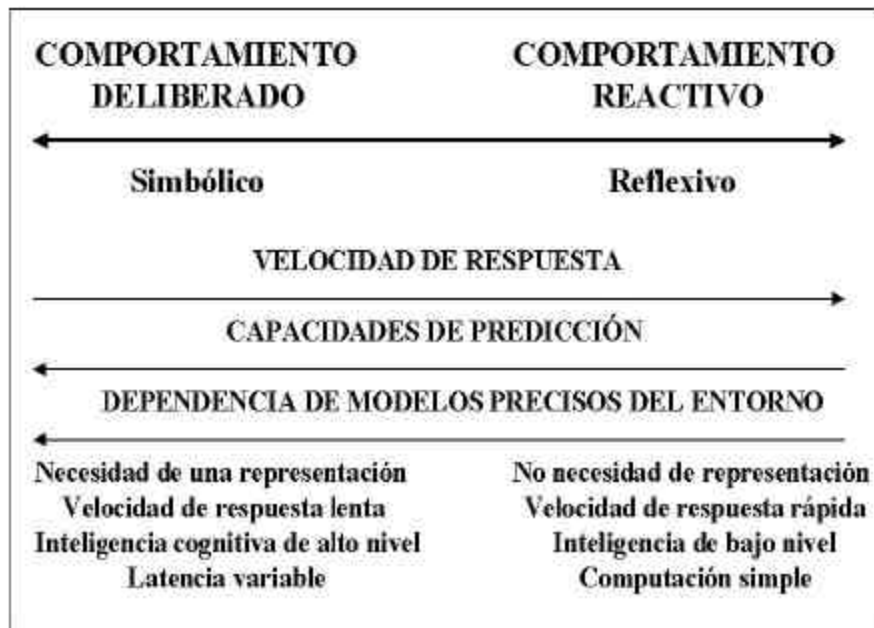 COMPORTAMIENTO
DELIBERADO
COMPORTAMIENTO
REACTIVO
Simbólico
Reflexivo
VELOCIDAD DE RESPUESTA
CAPACIDADES DE PREDICCIÓN
DEPENDENCIA DE MODELOS PRECISOS DEL ENTORNO
Necesidad de una representación
Velocidad de respuesta lenta
Inteligencia cognitiva de alto nivel
Latencia variable
No necesidad de representación
Velocidad de respuesta rápida
Inteligencia de bajo nivel
Computación simple